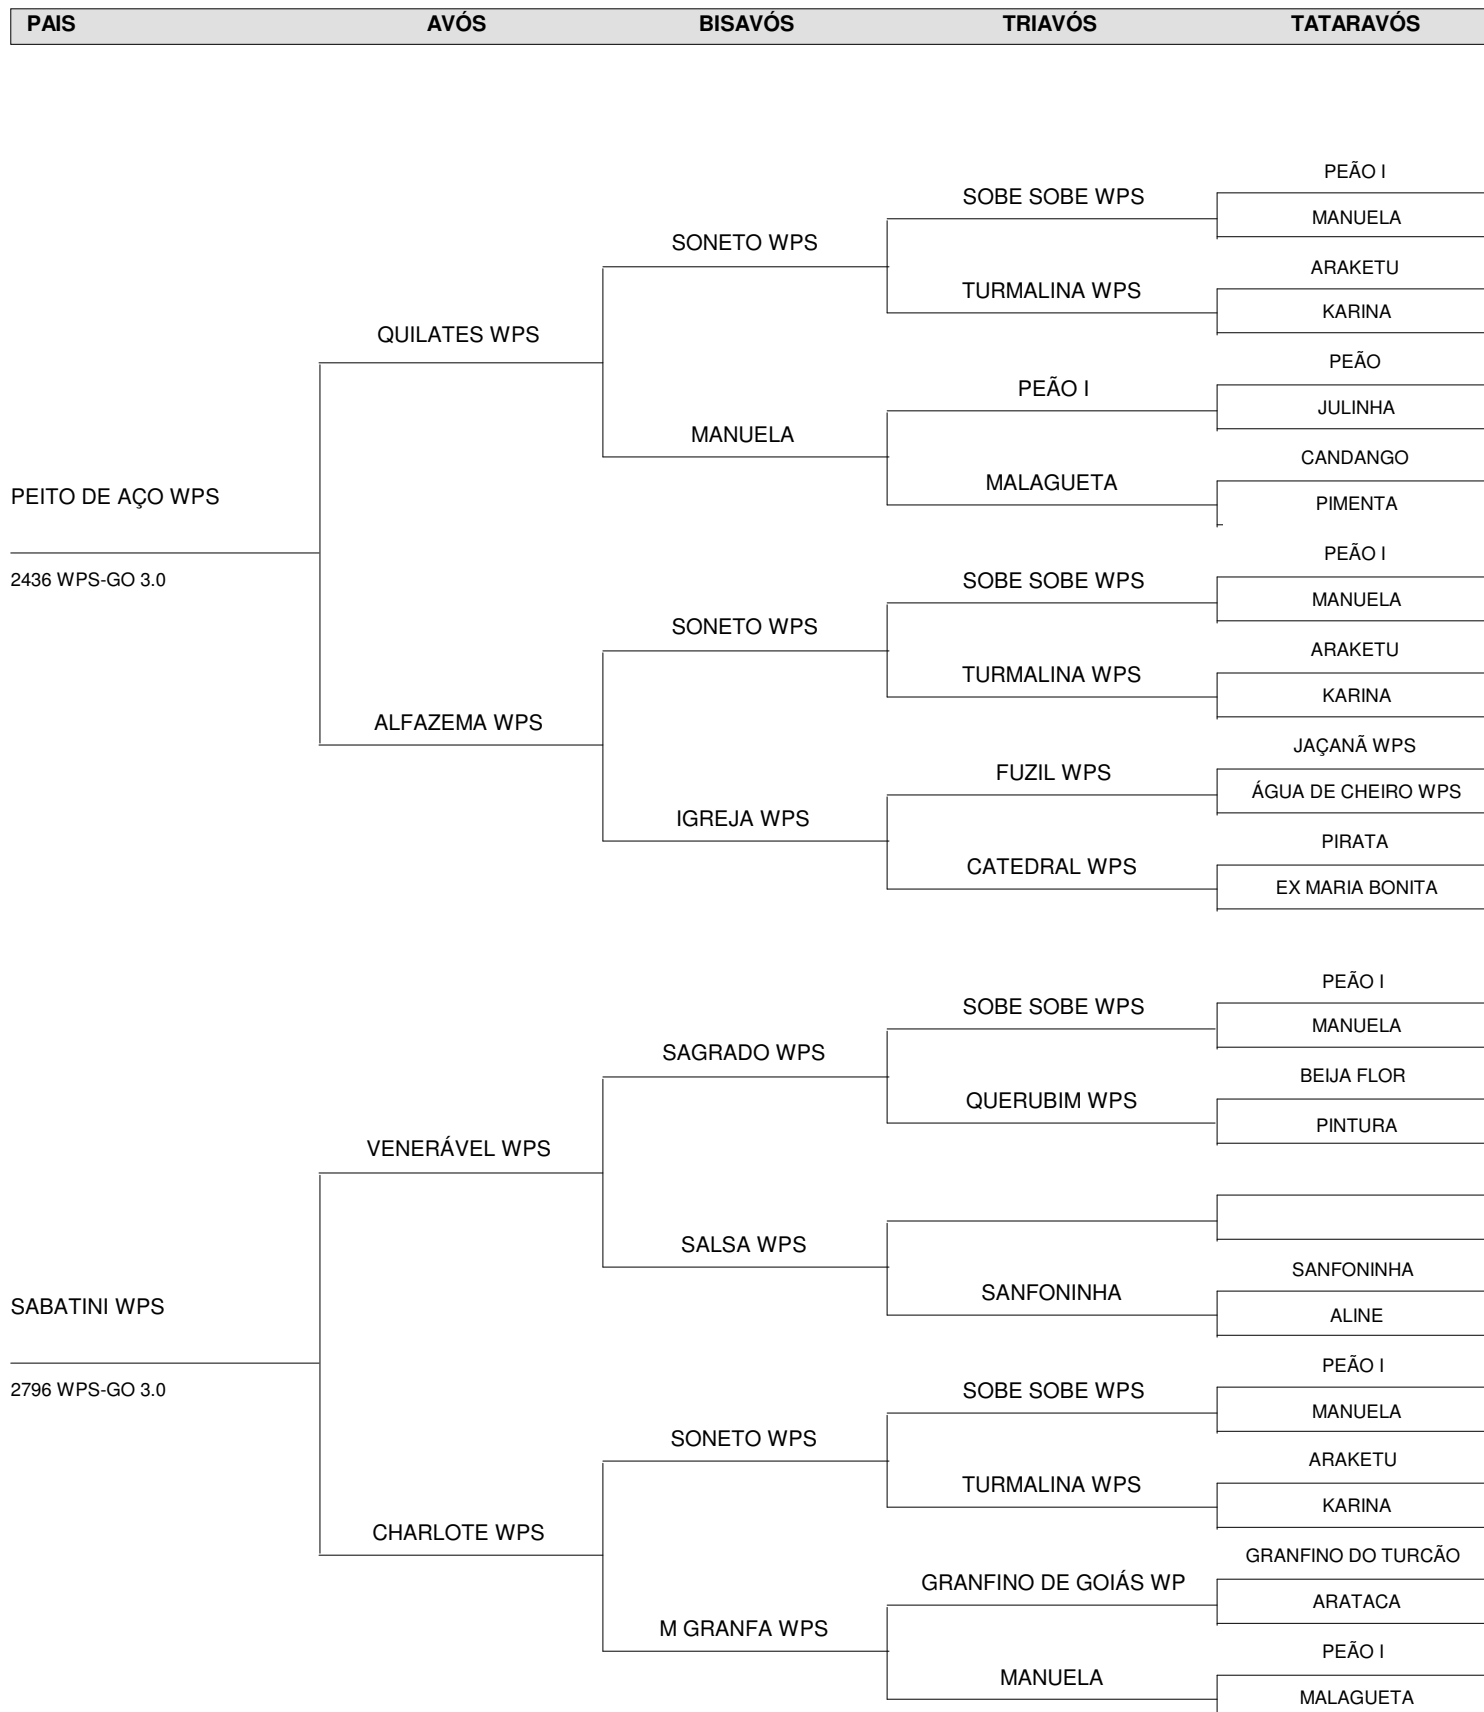 PAIS AVÓS BISAVÓS TRIAVÓS TATARAVÓS
PEÃO I
SOBE SOBE WPS
MANUELA
SONETO WPS
ARAKETU
TURMALINA WPS
KARINA
QUILATES WPS
PEÃO
PEÃO I
JULINHA
MANUELA
CANDANGO
MALAGUETA
PEITO DE AÇO WPS
PIMENTA
PEÃO I
2436 WPS-GO 3.0
SOBE SOBE WPS
MANUELA
SONETO WPS
ARAKETU
TURMALINA WPS
KARINA
ALFAZEMA WPS
JAÇANÃ WPS
FUZIL WPS
ÁGUA DE CHEIRO WPS
IGREJA WPS
PIRATA
CATEDRAL WPS
EX MARIA BONITA
PEÃO I
SOBE SOBE WPS
MANUELA
SAGRADO WPS
BEIJA FLOR
QUERUBIM WPS
PINTURA
VENERÁVEL WPS
SALSA WPS
SANFONINHA
SANFONINHA
SABATINI WPS
ALINE
PEÃO I
2796 WPS-GO 3.0
SOBE SOBE WPS
MANUELA
SONETO WPS
ARAKETU
TURMALINA WPS
KARINA
CHARLOTE WPS
GRANFINO DO TURCÃO
GRANFINO DE GOIÁS WP
ARATACA
M GRANFA WPS
PEÃO I
MANUELA
MALAGUETA